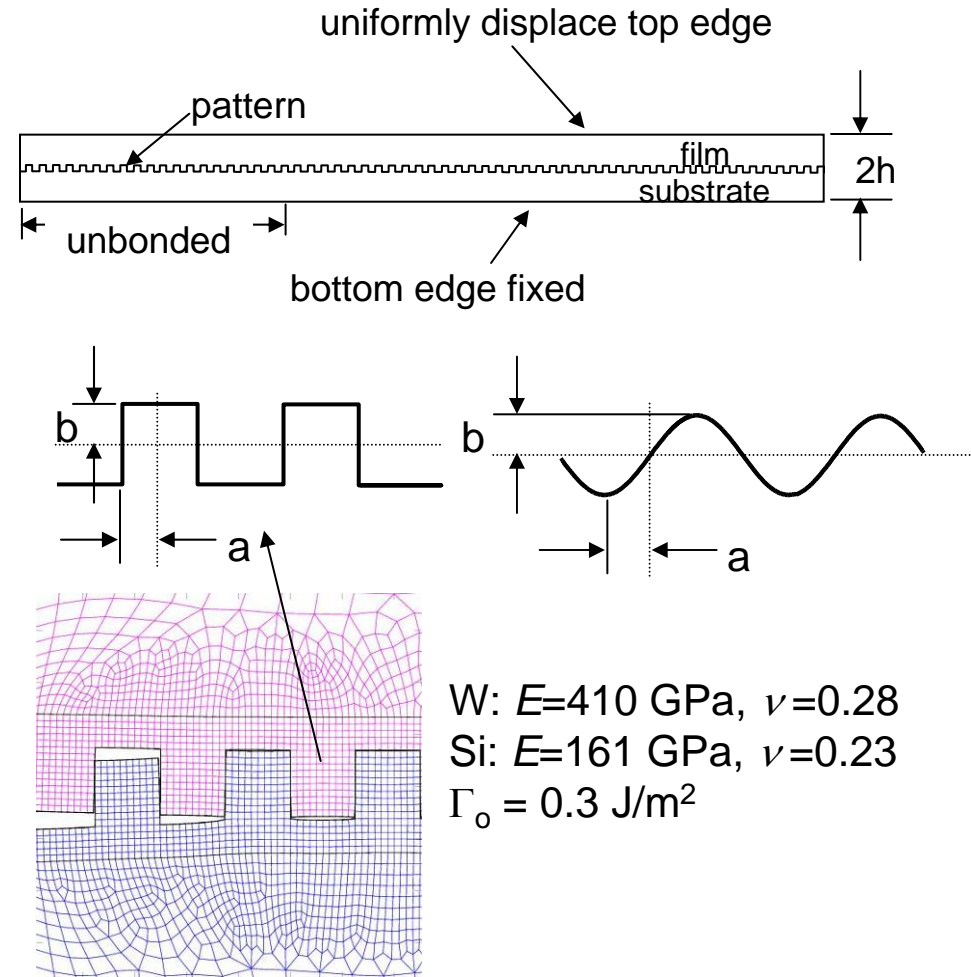 uniformly displace top edge
pattern
film
2h
substrate
unbonded
bottom edge fixed
b
a
b
a
W: E=410 GPa, ν=0.28
Si: E=161 GPa, ν=0.23
Γo = 0.3 J/m²